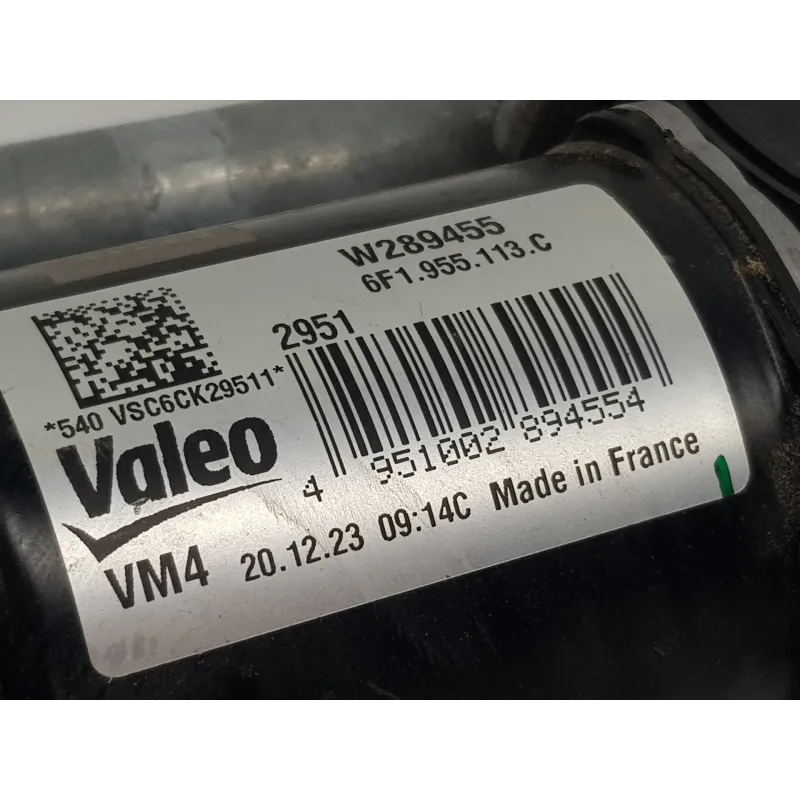 W289455
6F1.955.113.C
2951
*540 VSC6CK29511*
4 951002 894554
Valeo
VM4 20.12.23 09:14C Made in France